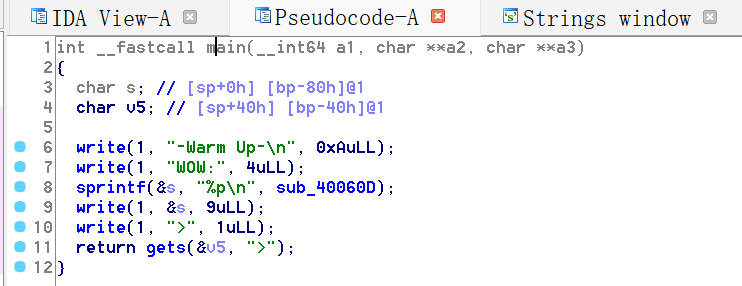 IDA View-A Pseudocode-A Strings window
1 int __fastcall main(__int64 a1, char **a2, char **a3)
2 {
3 char s; // [sp+0h] [bp-80h]@1
4 char v5; // [sp+40h] [bp-40h]@1
5
6 write(1, "-Warm Up-\n", 0xAuLL);
7 write(1, "WOW:", 4uLL);
8 sprintf(&s, "%p\n", sub_40060D);
9 write(1, &s, 9uLL);
10 write(1, ">", 1uLL);
11 return gets(&v5, ">");
12 }